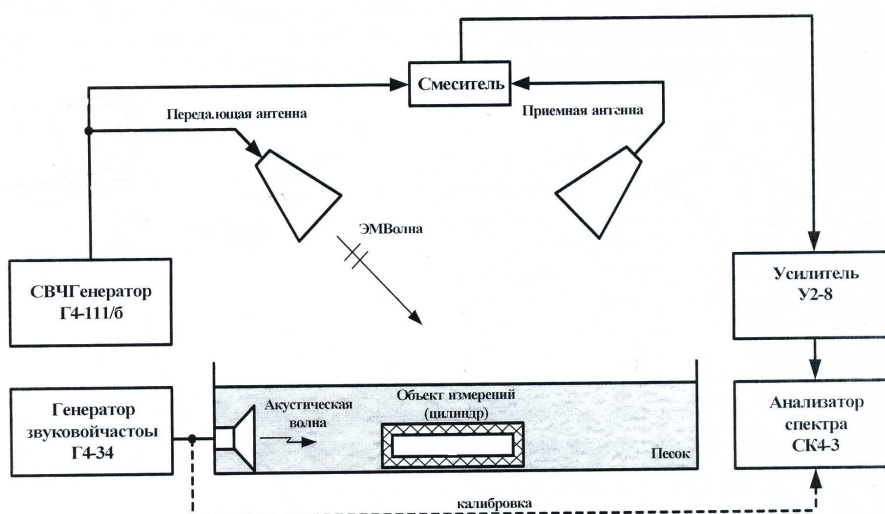 Смеситель
Передающая антенна
Приемная антенна
ЭМВолна
СВЧГенератор
Г4-111/б
Усилитель
У2-8
Генератор
звуковойчастоы
Г4-34
Акустическая
волна
Объект измерений
(цилиндр)
Песок
Анализатор
спектра
СК4-3
калибровка